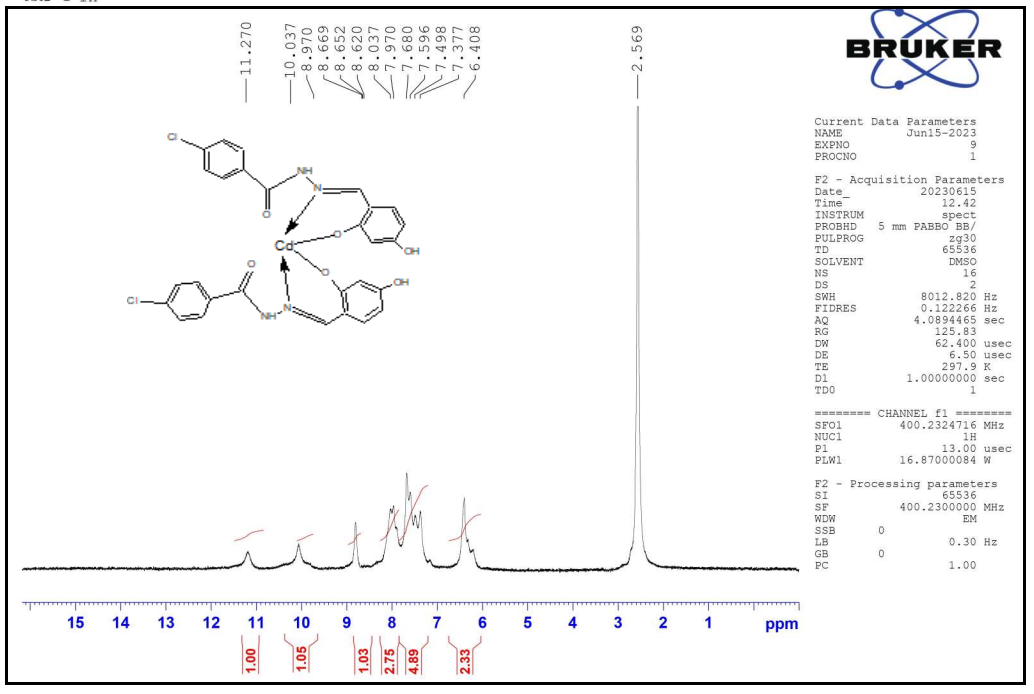 11.270
10.037
8.970
8.669
8.652
8.620
8.037
7.970
7.680
7.596
7.498
7.377
6.408
2.569
BRUKER
Cl
NH
N
O
O
OH
Cd
O
O
OH
Cl
NH
N
Current Data Parameters
NAME Jun15-2023
EXPNO 9
PROCNO 1
F2 - Acquisition Parameters
Date_ 20230615
Time 12.42
INSTRUM spect
PROBHD 5 mm PABBO BB/
PULPROG zg30
TD 65536
SOLVENT DMSO
NS 16
DS 2
SWH 8012.820 Hz
FIDRES 0.122266 Hz
AQ 4.0894465 sec
RG 125.83
DW 62.400 usec
DE 6.50 usec
TE 297.9 K
D1 1.00000000 sec
TD0 1
======== CHANNEL f1 ========
SFO1 400.2324716 MHz
NUC1 1H
P1 13.00 usec
PLW1 16.87000084 W
F2 - Processing parameters
SI 65536
SF 400.2300000 MHz
WDW EM
SSB 0
LB 0.30 Hz
GB 0
PC 1.00
15 14 13 12 11 10 9 8 7 6 5 4 3 2 1 ppm
1.00
1.05
1.03
2.75
4.89
2.33